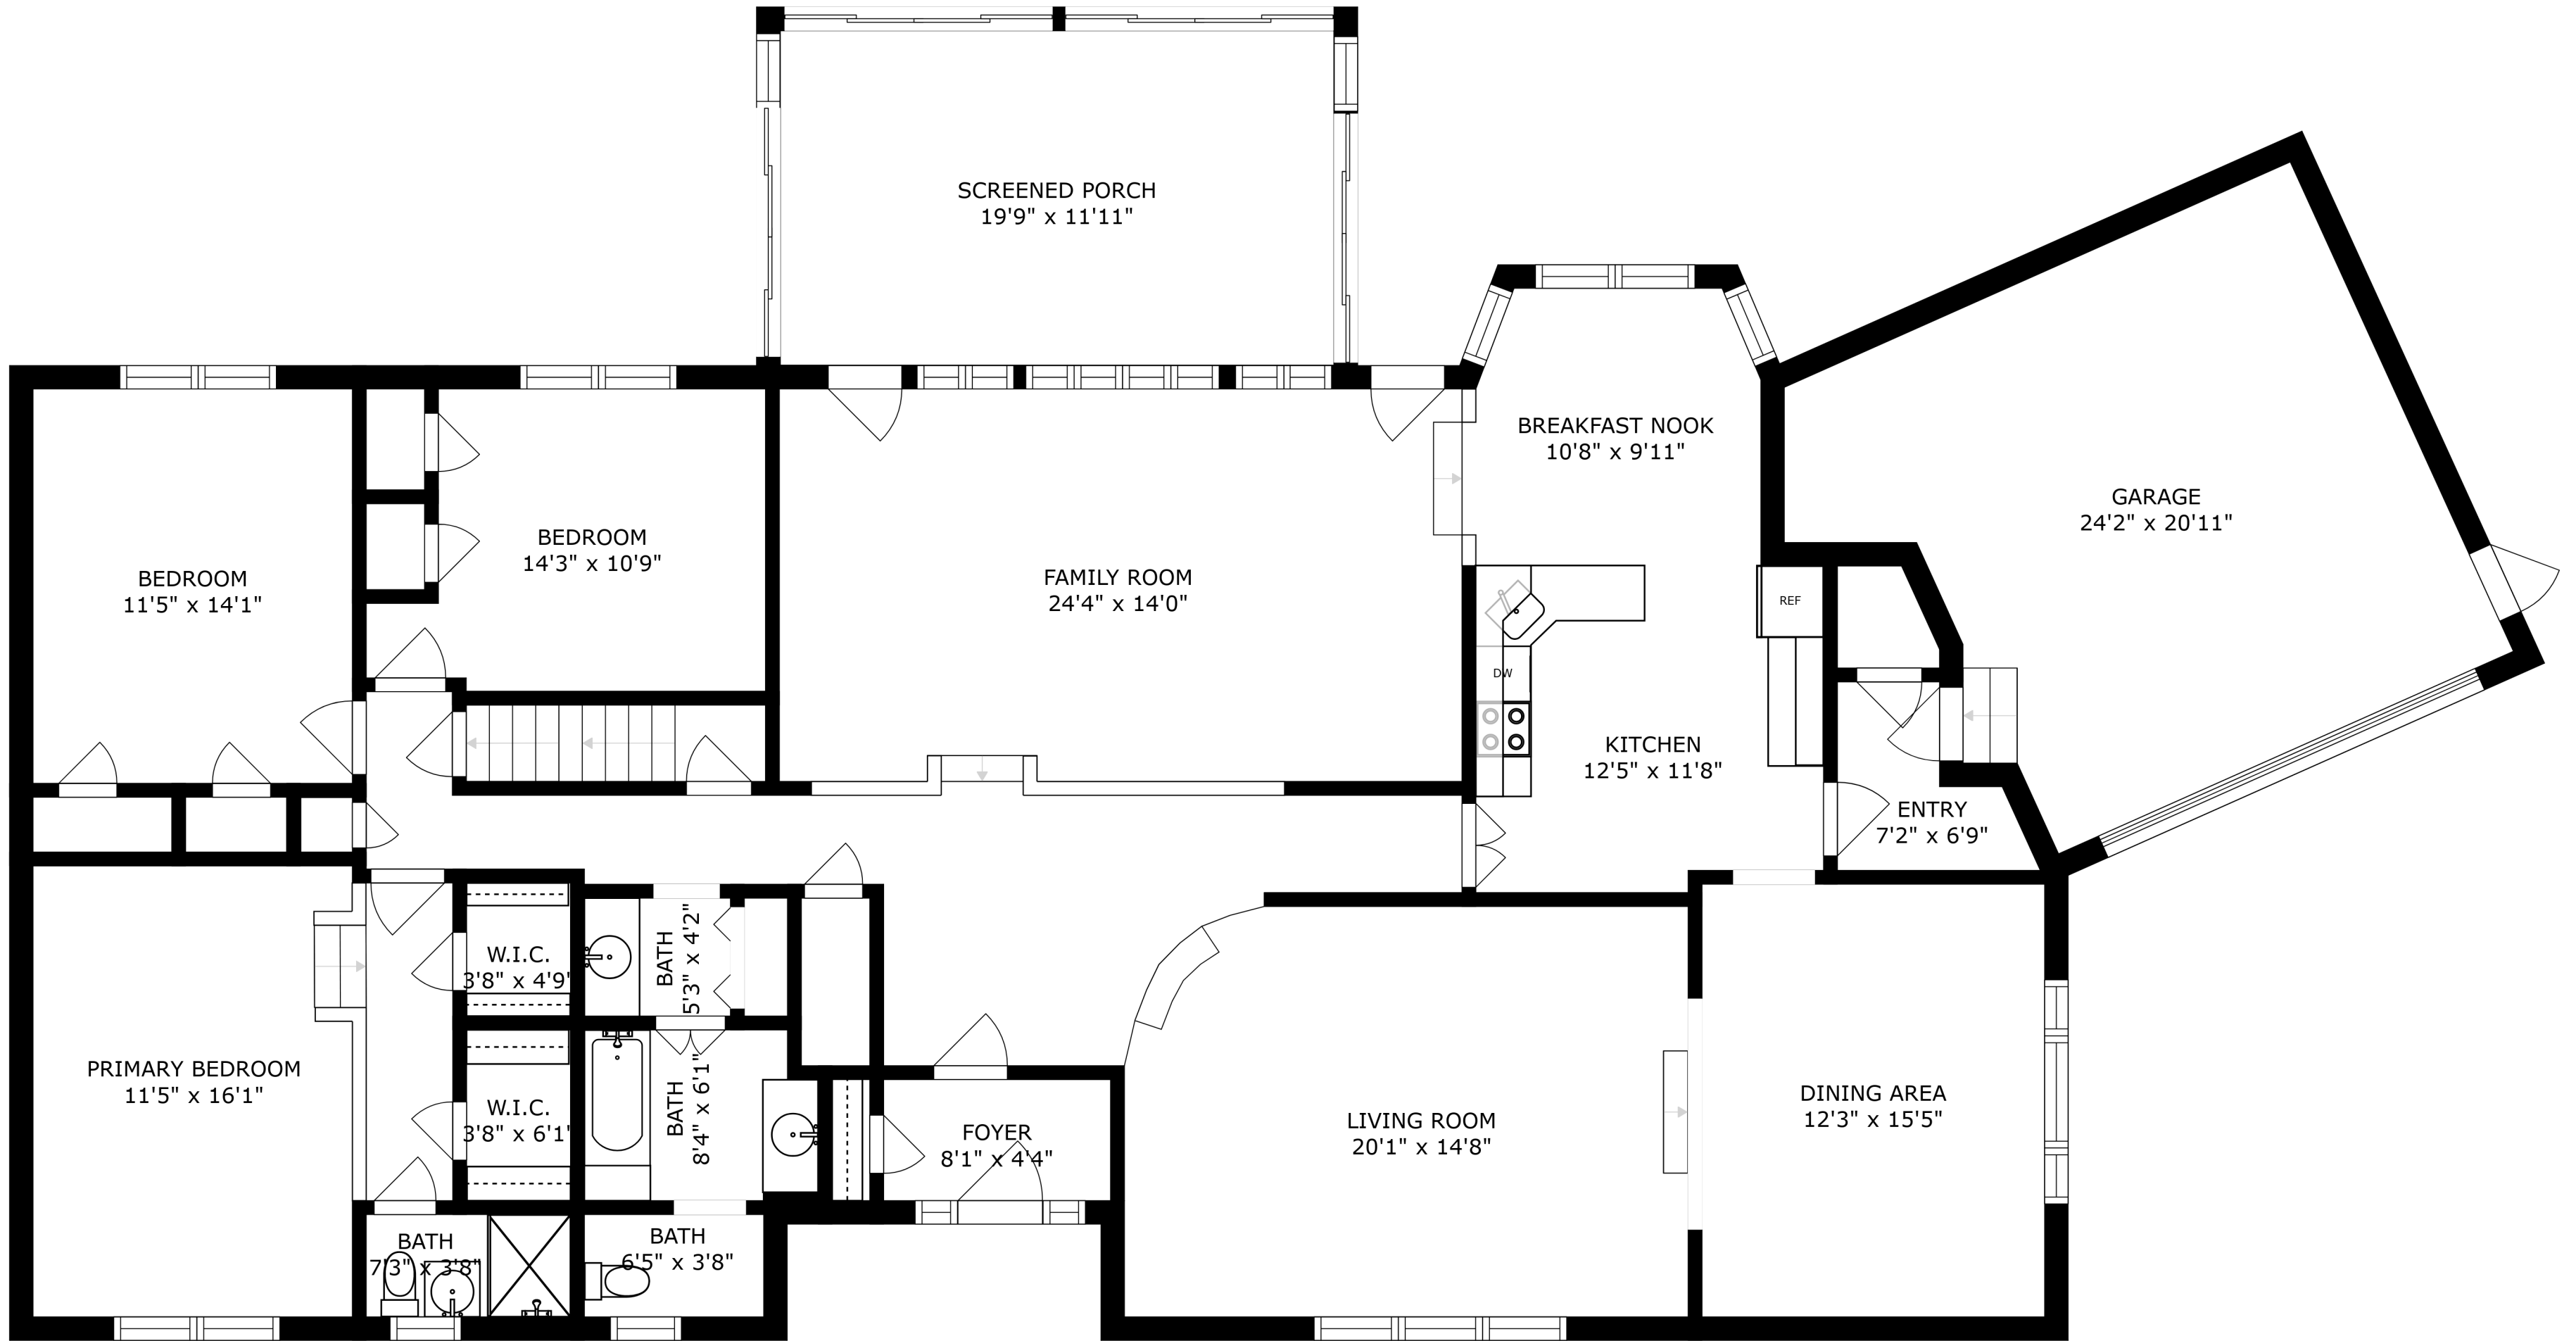 SCREENED PORCH
19'9" x 11'11"
BREAKFAST NOOK
10'8" x 9'11"
GARAGE
24'2" x 20'11"
BEDROOM
14'3" x 10'9"
BEDROOM
11'5" x 14'1"
FAMILY ROOM
24'4" x 14'0"
REF
DW
KITCHEN
12'5" x 11'8"
ENTRY
7'2" x 6'9"
W.I.C.
3'8" x 4'9"
BATH
5'3" x 4'2"
PRIMARY BEDROOM
11'5" x 16'1"
W.I.C.
3'8" x 6'1"
BATH
8'4" x 6'1"
FOYER
8'1" x 4'4"
LIVING ROOM
20'1" x 14'8"
DINING AREA
12'3" x 15'5"
BATH
7'3" x 3'8"
BATH
6'5" x 3'8"